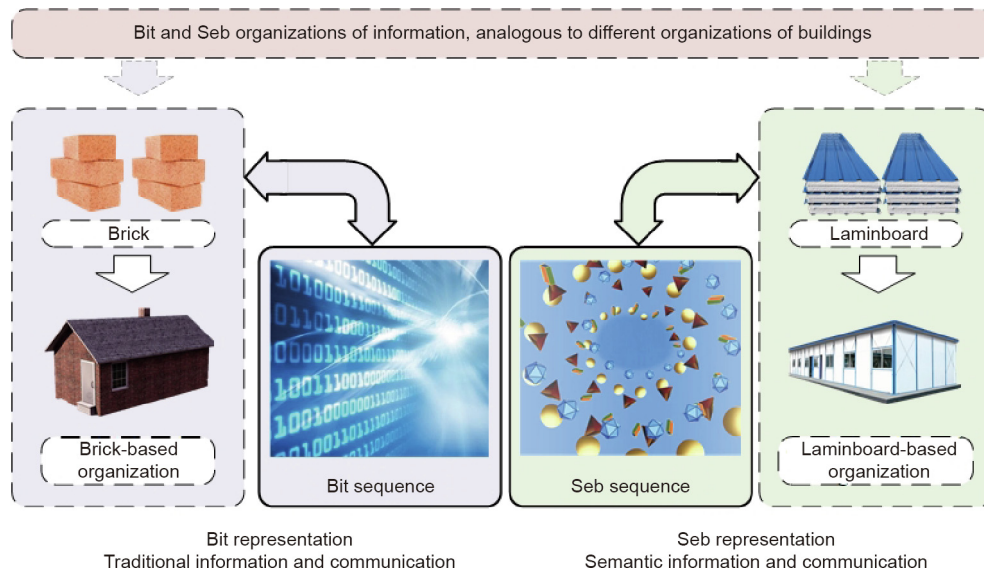 Bit and Seb organizations of information, analogous to different organizations of buildings
Brick
Laminboard
Brick-based
organization
Bit sequence
Seb sequence
Laminboard-based
organization
Bit representation
Traditional information and communication
Seb representation
Semantic information and communication